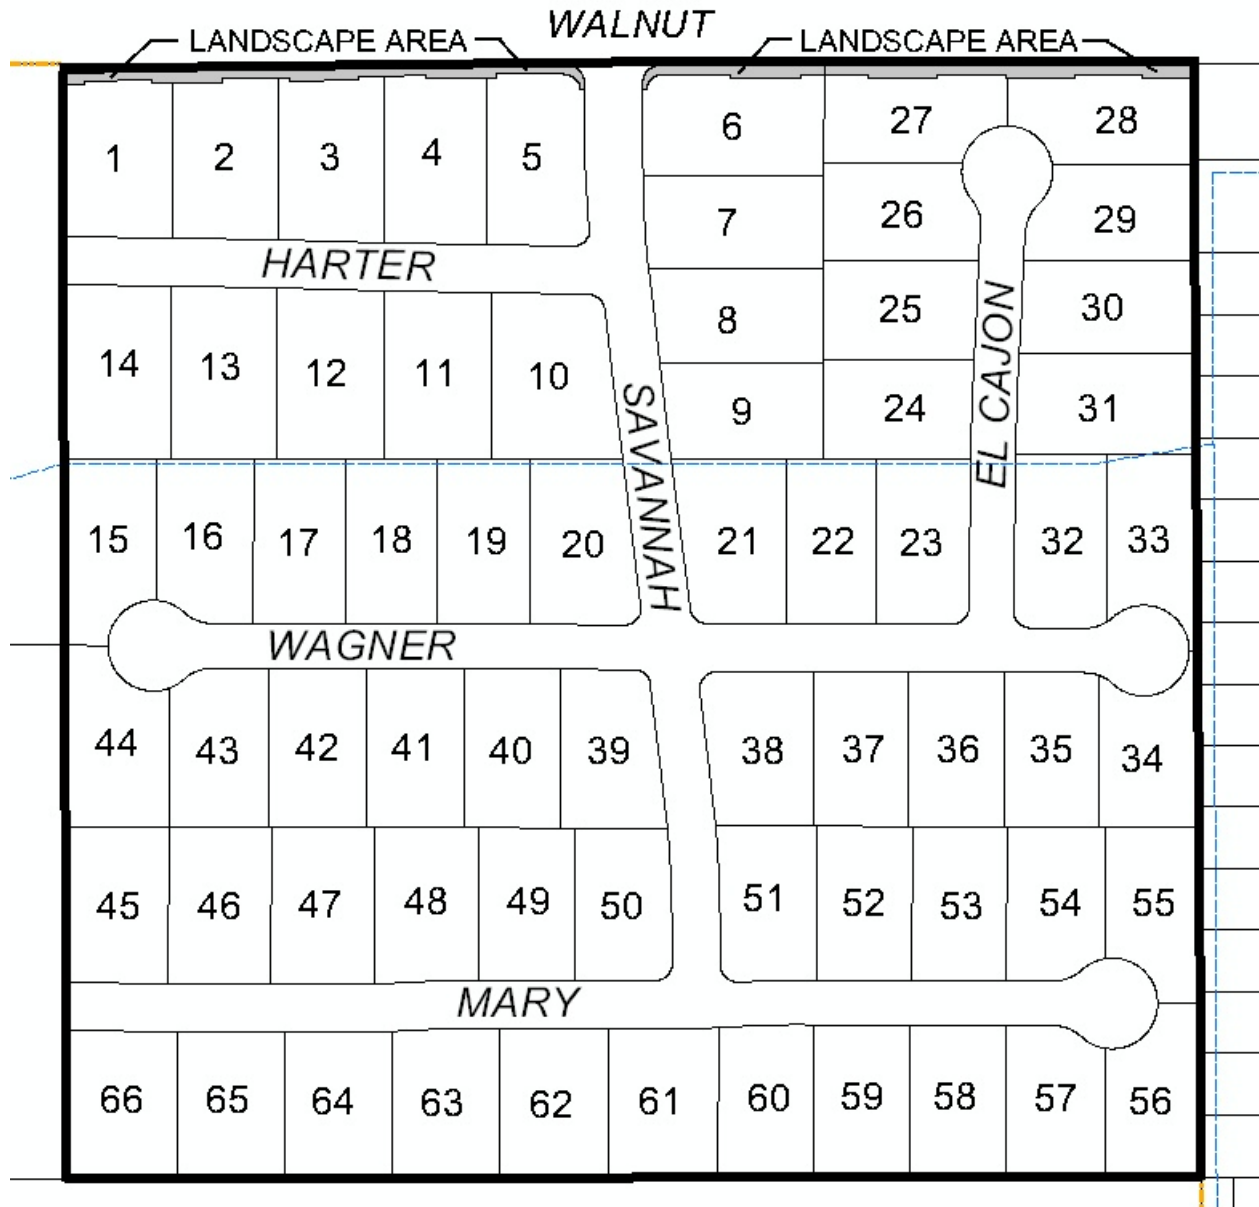 WALNUT
LANDSCAPE AREA LANDSCAPE AREA
1 2 3 4 5 6 27 28
7 26 29
HARTER
8 25 30
14 13 12 11 10 9 24 31
SAVANNAH
EL CAJON
15 16 17 18 19 20 21 22 23 32 33
WAGNER
44 43 42 41 40 39 38 37 36 35 34
45 46 47 48 49 50 51 52 53 54 55
MARY
66 65 64 63 62 61 60 59 58 57 56